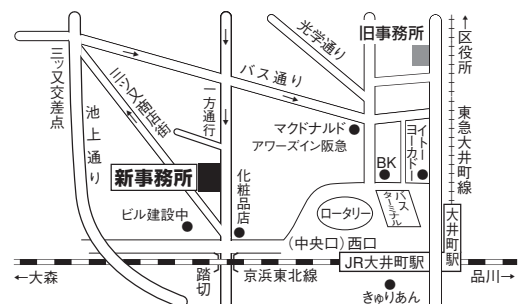 三ッ又交差点
池上通り
三ツ又商店街
一方通行
バス通り
光学通り
旧事務所
←区役所
東急大井町線
マクドナルド
アワーズイン阪急
BK
イトーヨーカドー
新事務所
化粧品店
ビル建設中
ロータリー
バスターミナル
大井町駅
(中央口)西口
JR大井町駅
←大森
踏切
京浜東北線
品川→
きゅりあん